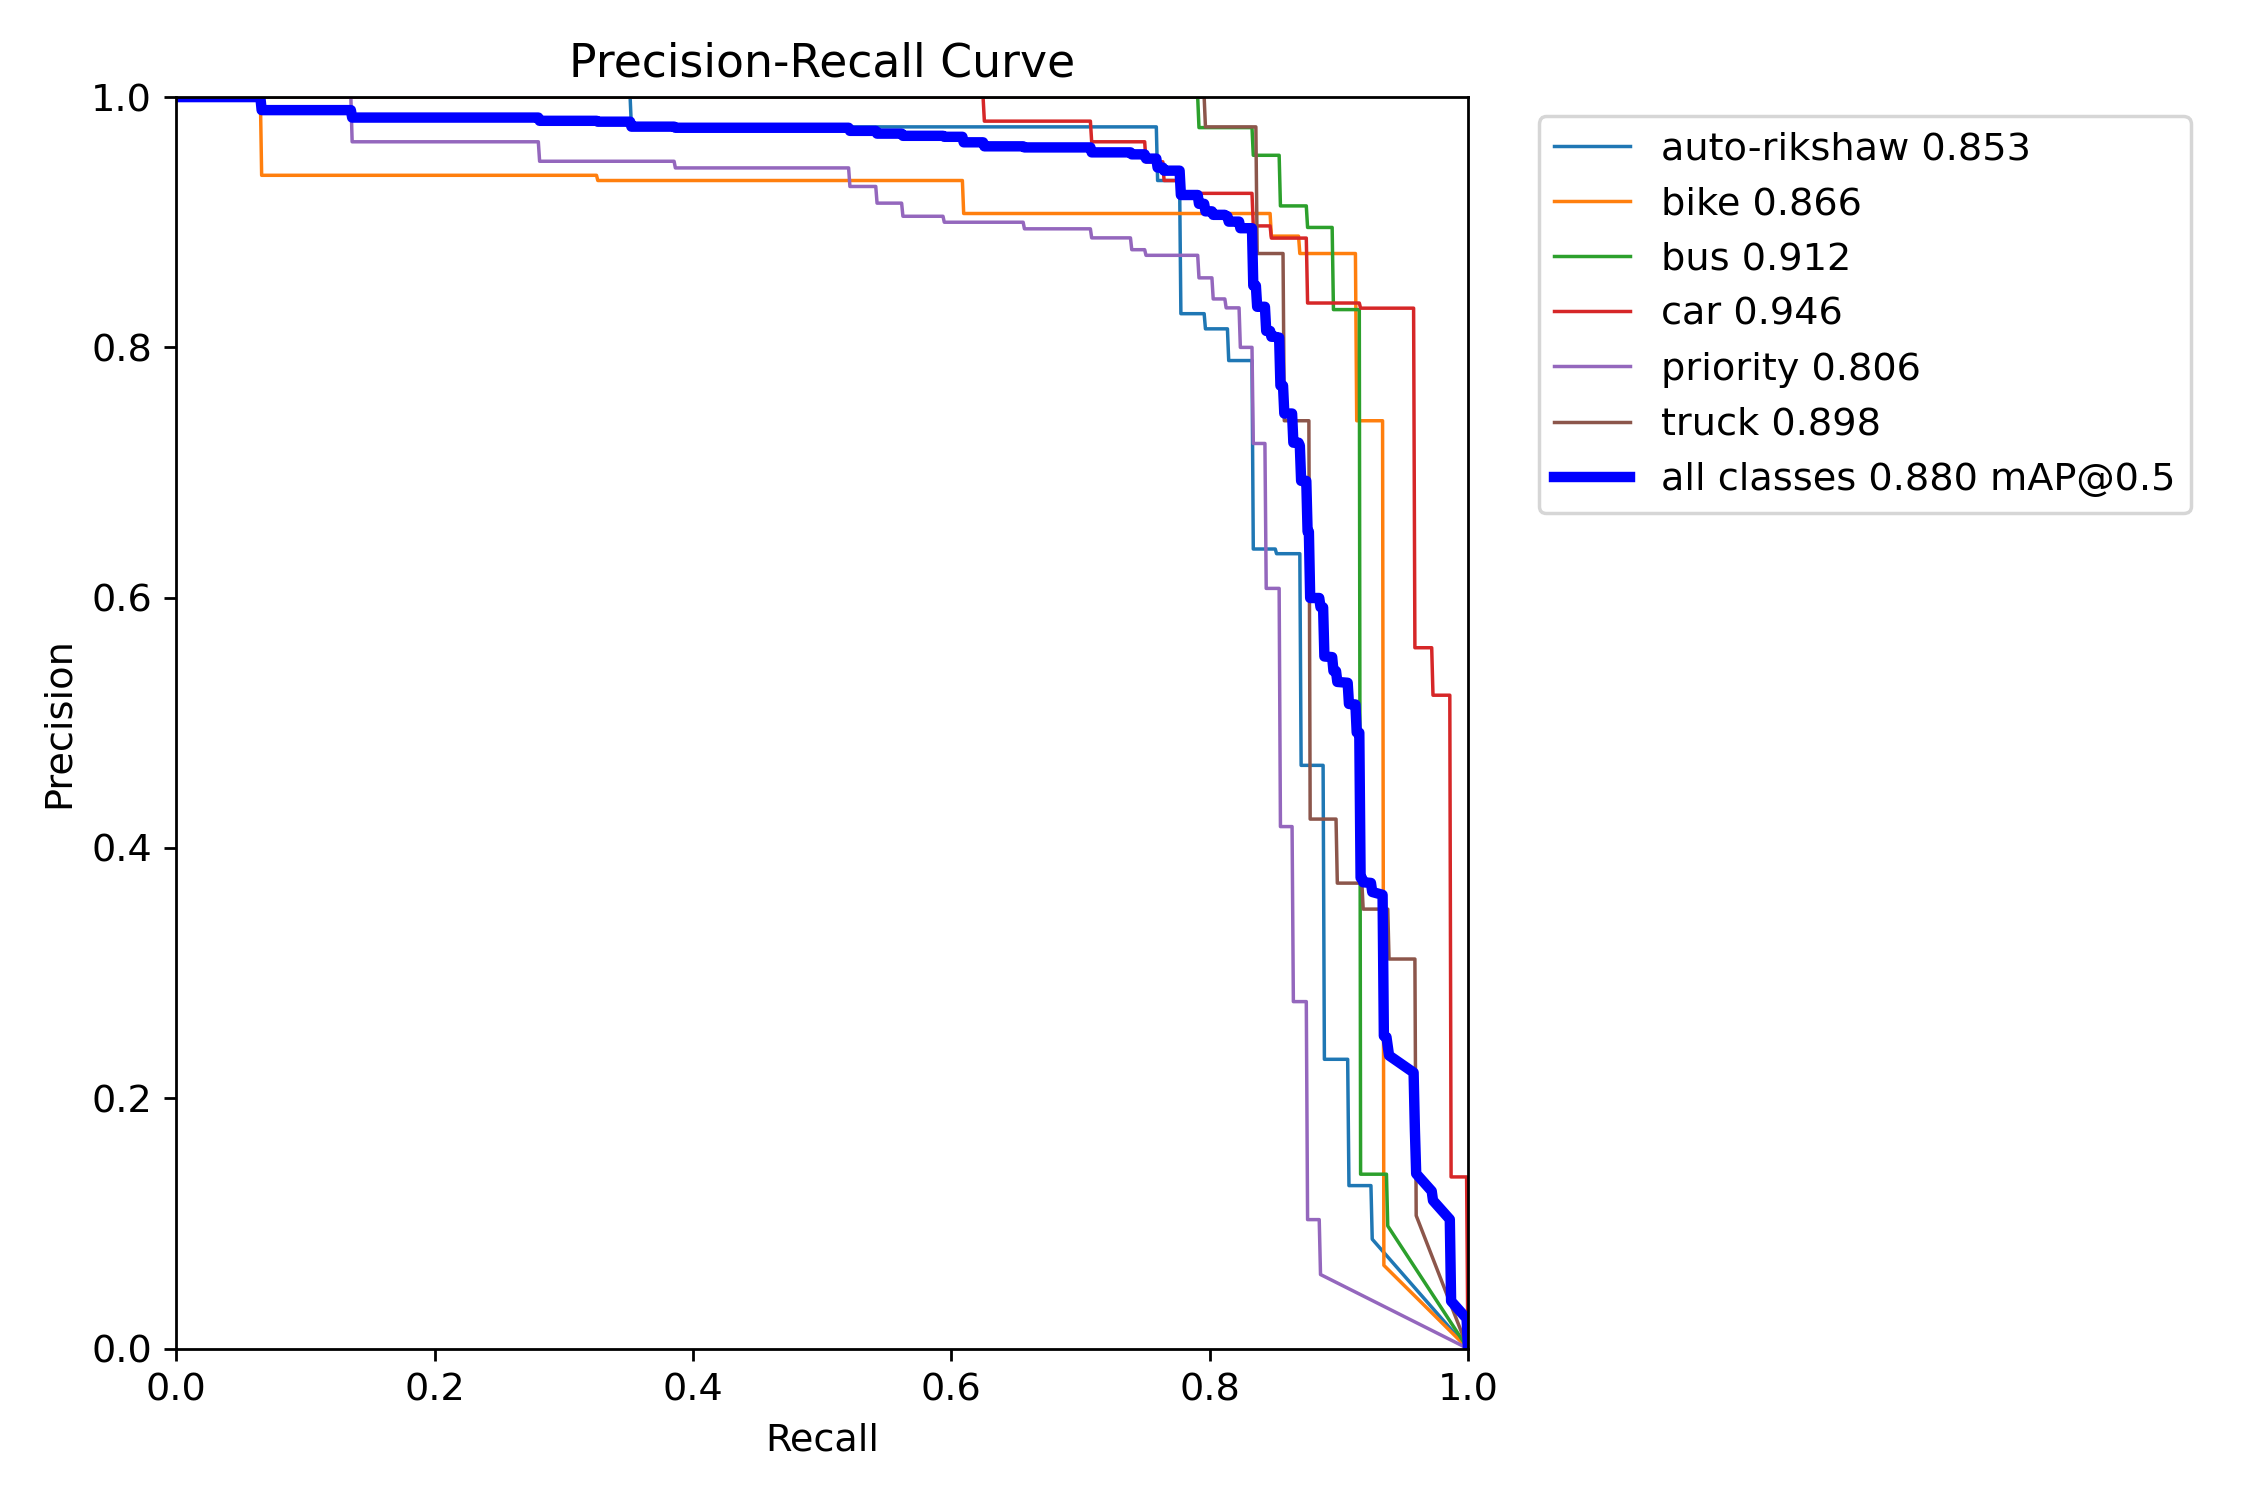 Precision-Recall Curve
1.0
0.8
0.6
0.4
0.2
0.0
Precision
0.0 0.2 0.4 0.6 0.8 1.0
Recall
auto-rikshaw 0.853
bike 0.866
bus 0.912
car 0.946
priority 0.806
truck 0.898
all classes 0.880 mAP@0.5